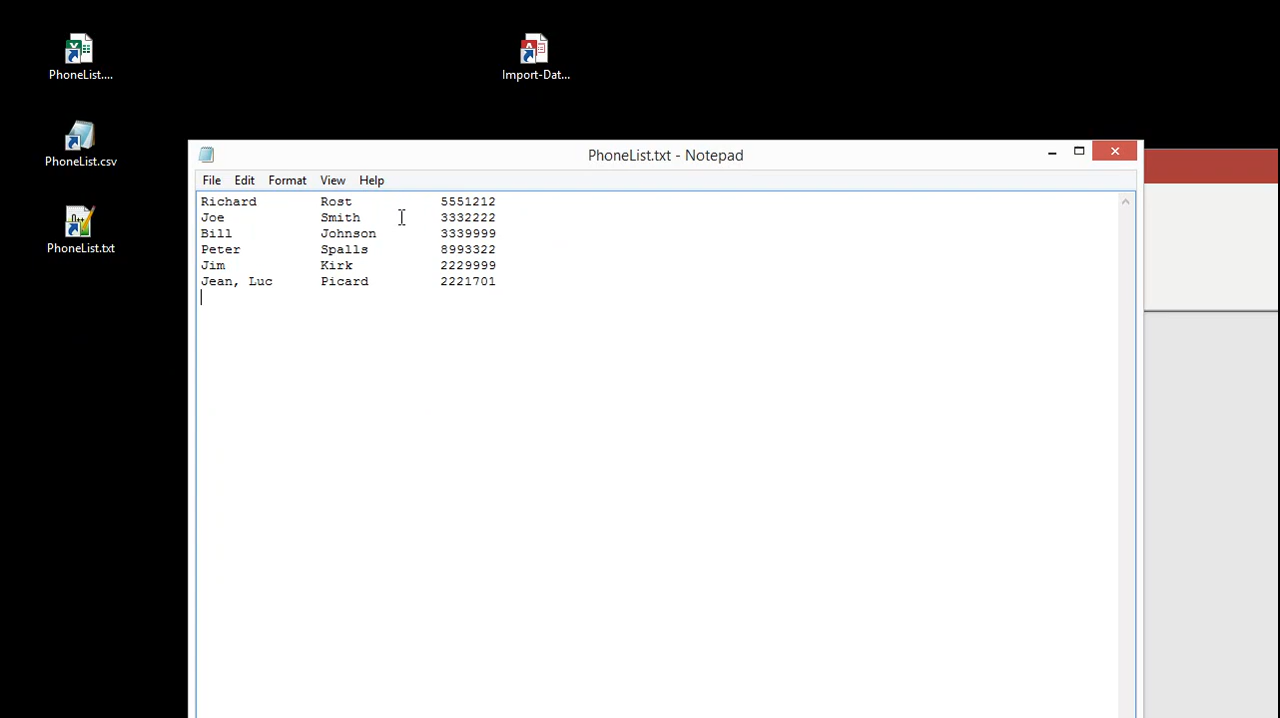 PhoneList....
Import-Dat...
PhoneList.csv
PhoneList.txt
PhoneList.txt - Notepad
File Edit Format View Help
Richard Rost 5551212
Joe Smith 3332222
Bill Johnson 3339999
Peter Spalls 8993322
Jim Kirk 2229999
Jean, Luc Picard 2221701